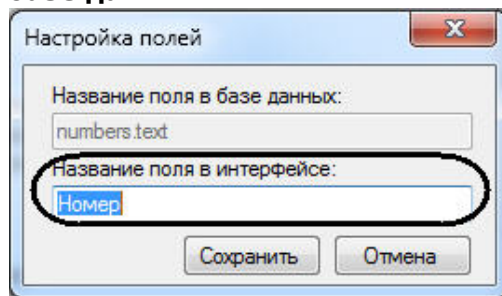 Настройка полей
Название поля в базе данных:
numbers.text
Название поля в интерфейсе:
Номер
Сохранить Отмена